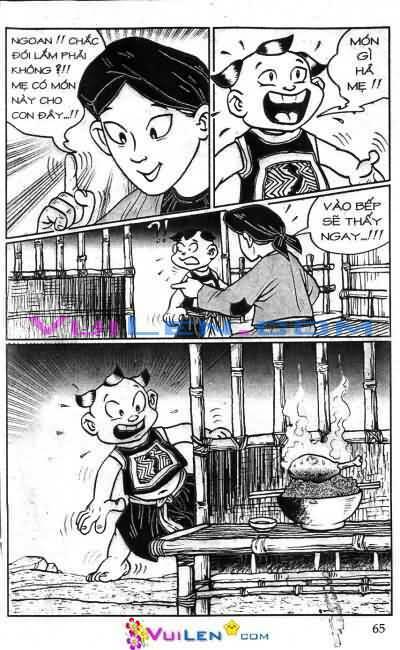 NGOAN !! CHẮC
ĐÓI LẮM PHẢI
KHÔNG ?!!
MẸ CÓ MÓN
NÀY CHO
CON ĐÂY...!!
MÓN
GÌ
HẢ
MẸ !!
VÀO BẾP
SẼ THẤY
NGAY...!!!
VUILEN.COM
65
VUILEN COM